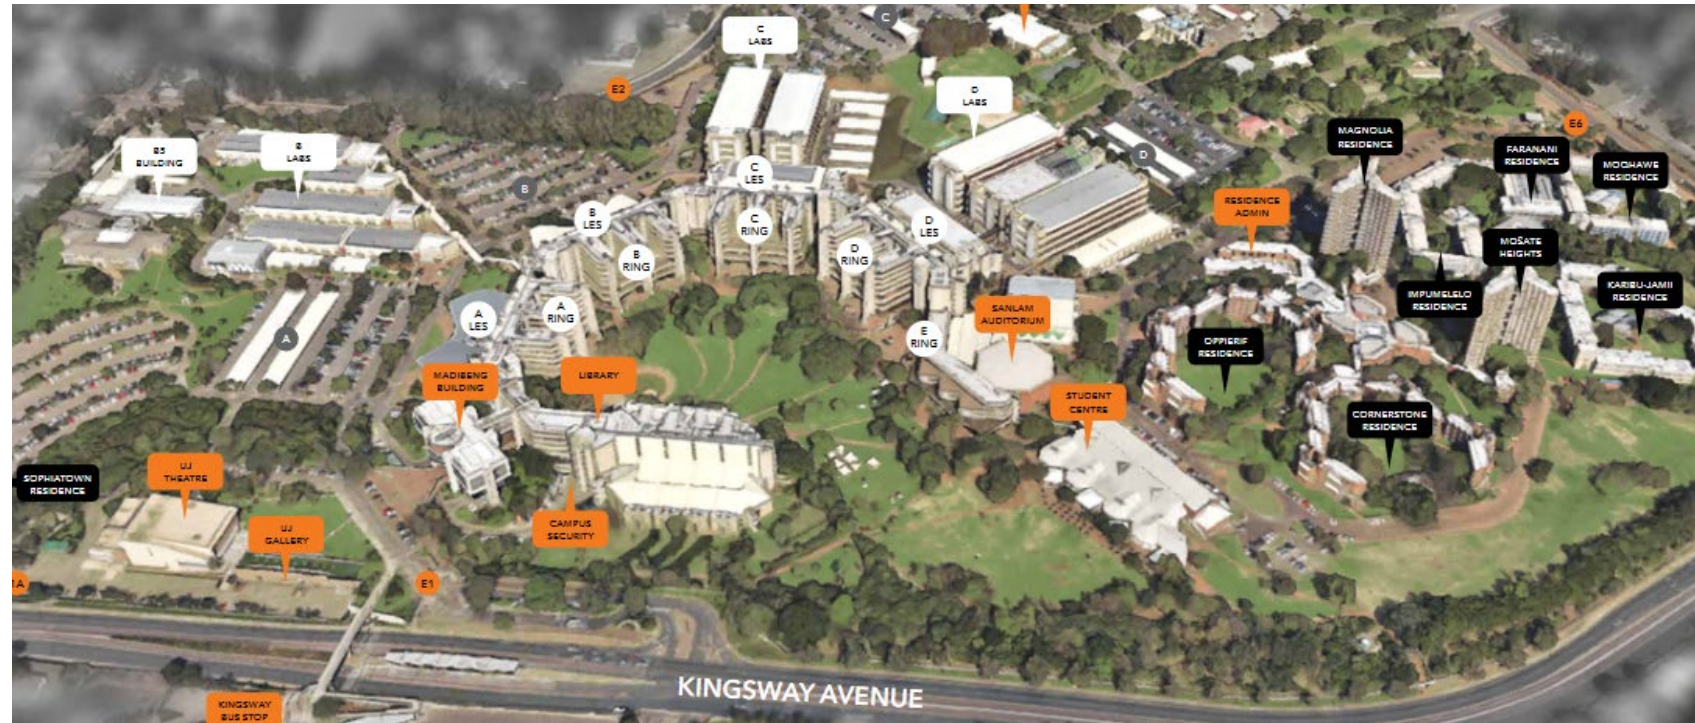 C
C
LABS
E2
D
LABS
E6
MAGNOLIA
RESIDENCE
FARANANI
RESIDENCE
MOQHAWE
RESIDENCE
B5
BUILDING
B
LABS
D
B
C
LES
RESIDENCE
ADMIN
B
LES
C
RING
D
LES
MOŠATE
HEIGHTS
B
RING
D
RING
KARIBU-JAMII
RESIDENCE
IMPUMELELO
RESIDENCE
A
LES
A
RING
SANLAM
AUDITORIUM
A
E
RING
OPPIERIF
RESIDENCE
MADIBENG
BUILDING
LIBRARY
STUDENT
CENTRE
CORNERSTONE
RESIDENCE
SOPHIATOWN
RESIDENCE
UJ
THEATRE
UJ
GALLERY
CAMPUS
SECURITY
1A
E1
KINGSWAY AVENUE
KINGSWAY
BUS STOP